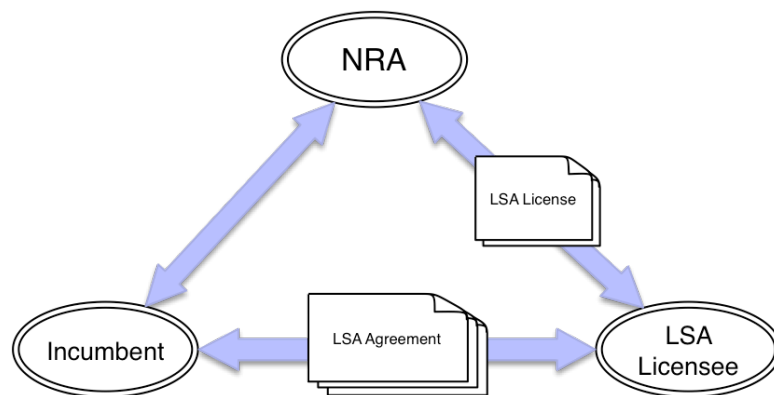 NRA
LSA License
LSA Agreement
Incumbent
LSA
Licensee